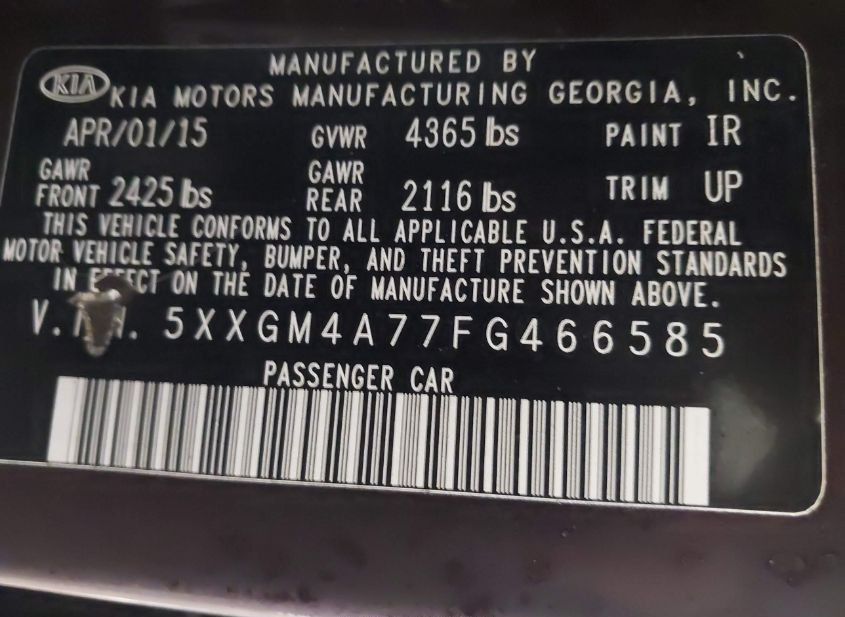 MANUFACTURED BY
KIA KIA MOTORS MANUFACTURING GEORGIA, INC.
APR/01/15 GVWR 4365 lbs PAINT IR
GAWR FRONT 2425 lbs GAWR REAR 2116 lbs TRIM UP
THIS VEHICLE CONFORMS TO ALL APPLICABLE U.S.A. FEDERAL
MOTOR VEHICLE SAFETY, BUMPER, AND THEFT PREVENTION STANDARDS
IN EFFECT ON THE DATE OF MANUFACTURE SHOWN ABOVE.
V.I.N. 5XXGM4A77FG466585
PASSENGER CAR